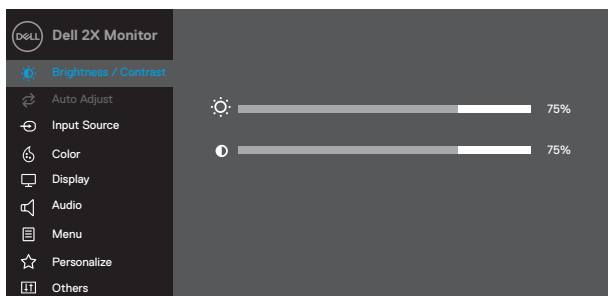 DELL
Dell 2X Monitor
Brightness / Contrast
Auto Adjust
Input Source
Color
Display
Audio
Menu
Personalize
Others
75%
75%